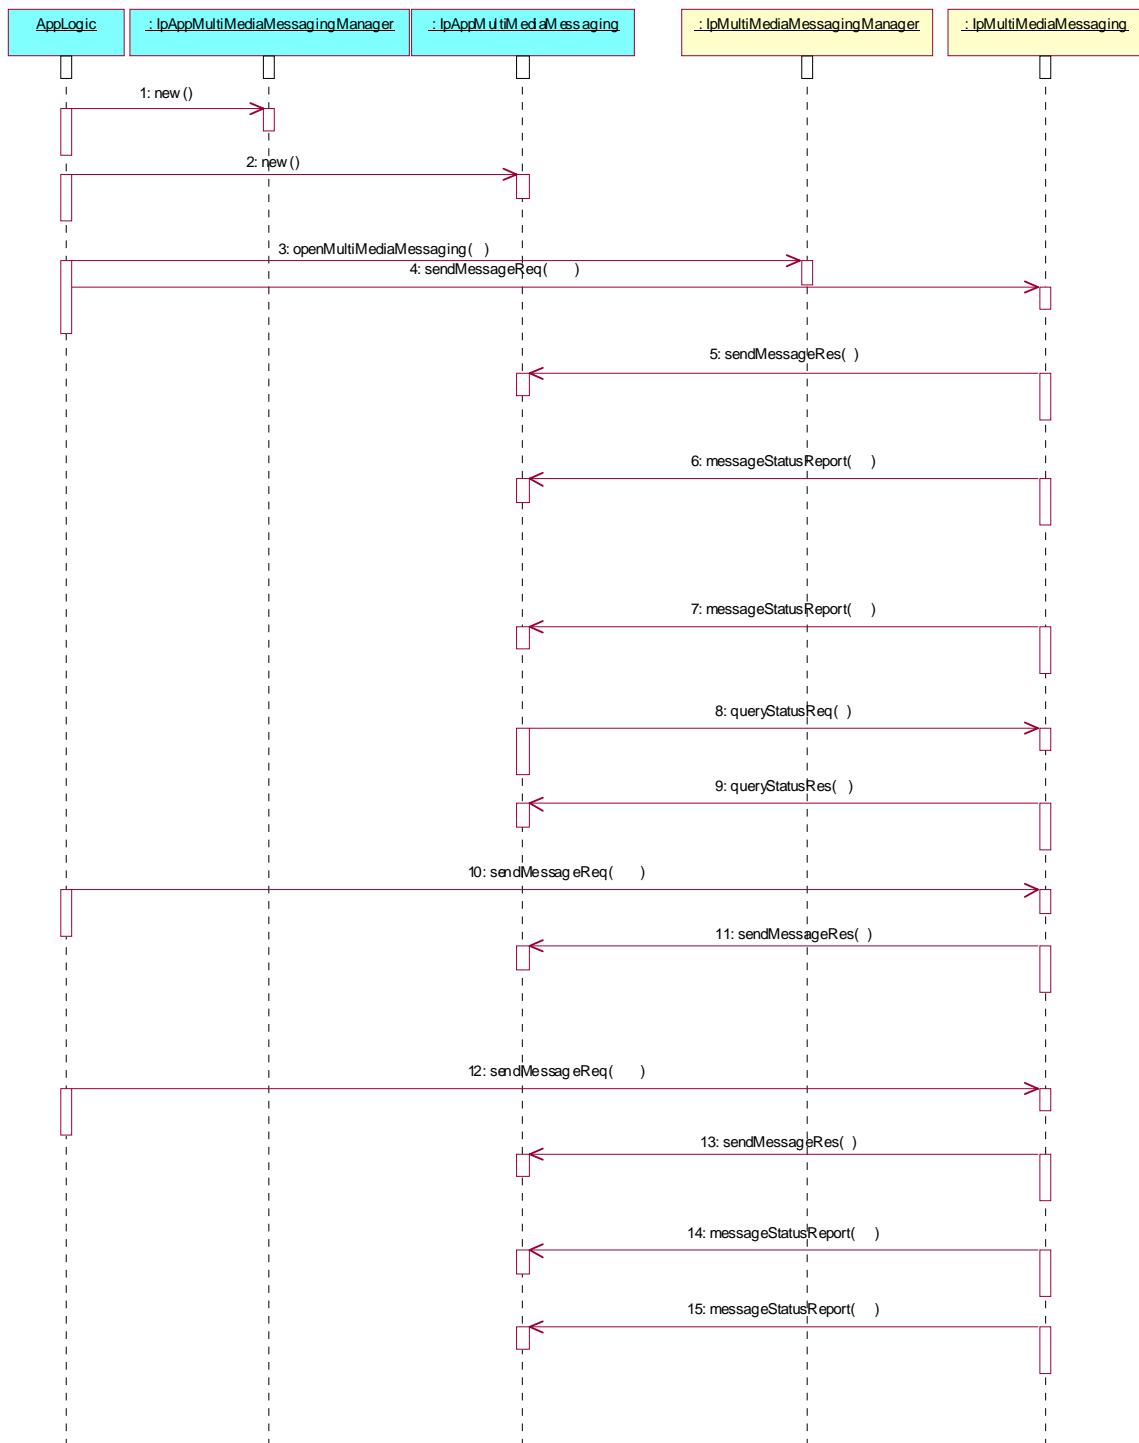 AppLogic
: IpAppMultiMediaMessagingManager
: IpAppMultiMediaMessaging
: IpMultiMediaMessagingManager
: IpMultiMediaMessaging
1: new ()
2: new ()
3: openMultiMediaMessaging( )
4: sendMessageReq( )
5: sendMessageRes( )
6: messageStatusReport( )
7: messageStatusReport( )
8: queryStatusReq( )
9: queryStatusRes( )
10: sendMessageReq( )
11: sendMessageRes( )
12: sendMessageReq( )
13: sendMessageRes( )
14: messageStatusReport( )
15: messageStatusReport( )